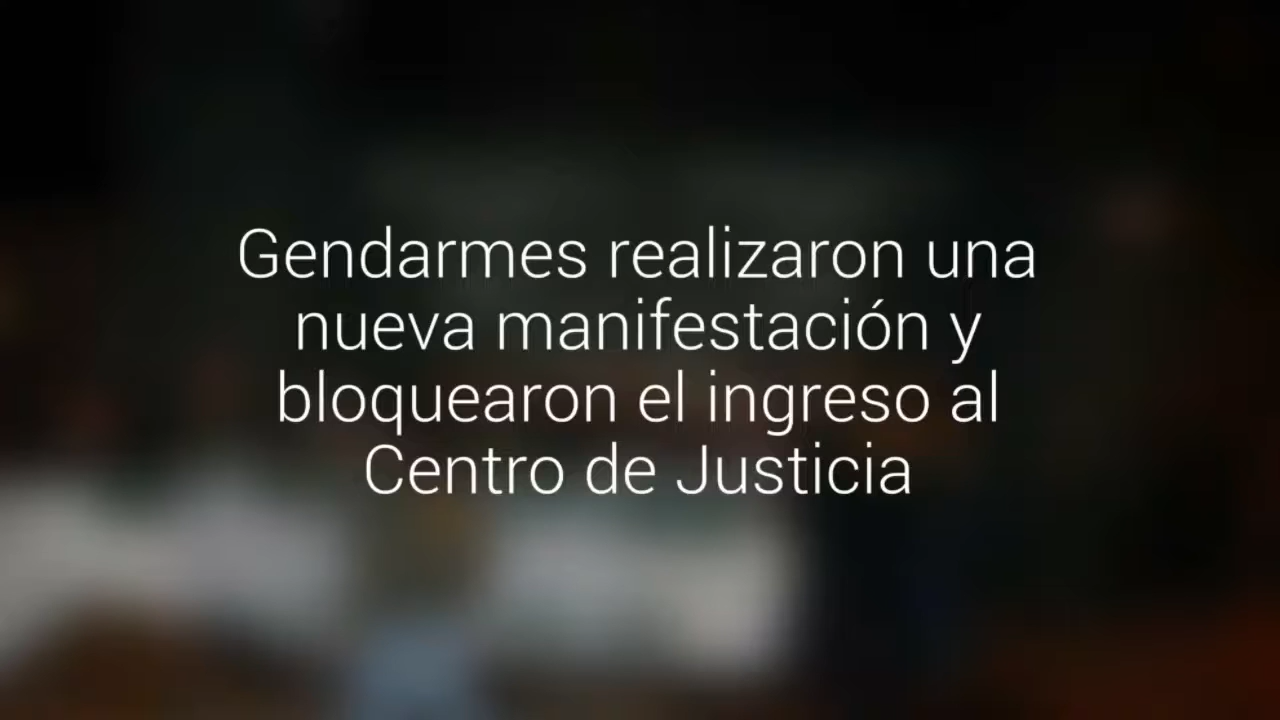 Gendarmes realizaron una
nueva manifestación y
bloquearon el ingreso al
Centro de Justicia